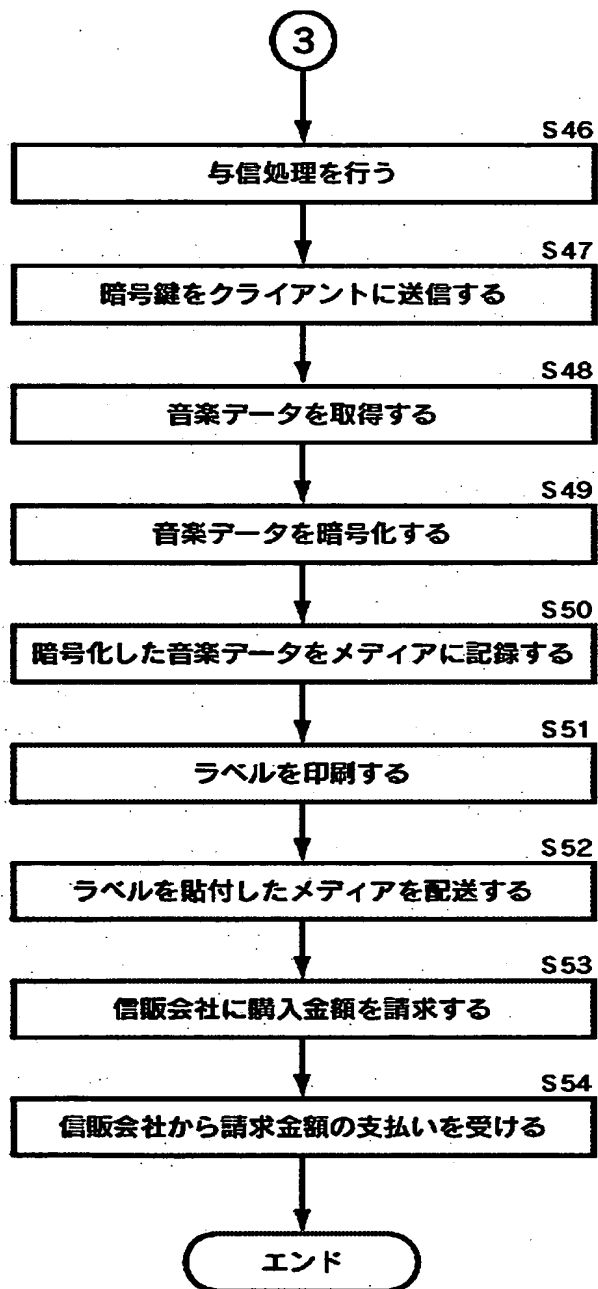 3
S46
与信処理を行う
S47
暗号鍵をクライアントに送信する
S48
音楽データを取得する
S49
音楽データを暗号化する
S50
暗号化した音楽データをメディアに記録する
S51
ラベルを印刷する
S52
ラベルを貼付したメディアを配送する
S53
信販会社に購入金額を請求する
S54
信販会社から請求金額の支払いを受ける
エンド